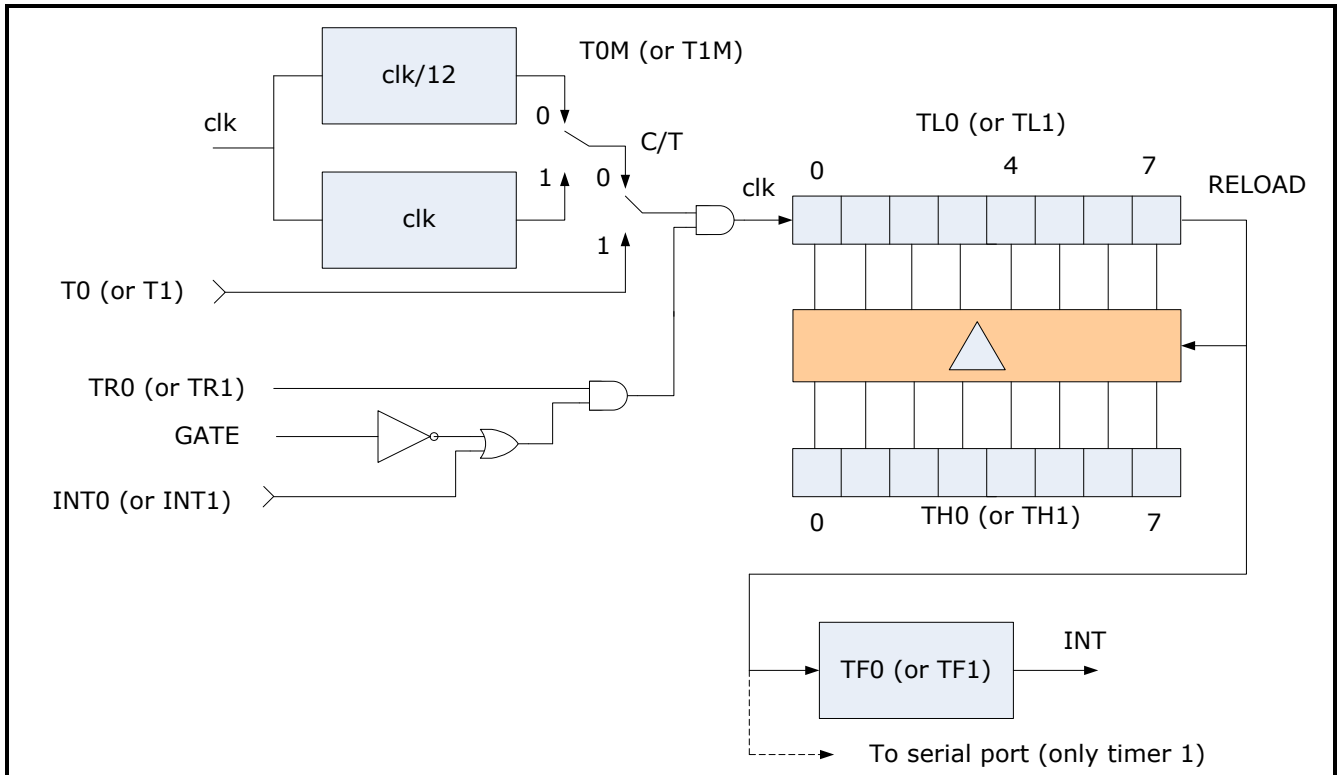 T0M (or T1M)
clk/12
0
clk
C/T
TL0 (or TL1)
1
0
clk
0
4
7
RELOAD
clk
1
T0 (or T1)
TR0 (or TR1)
GATE
INT0 (or INT1)
0
TH0 (or TH1)
7
TF0 (or TF1)
INT
To serial port (only timer 1)